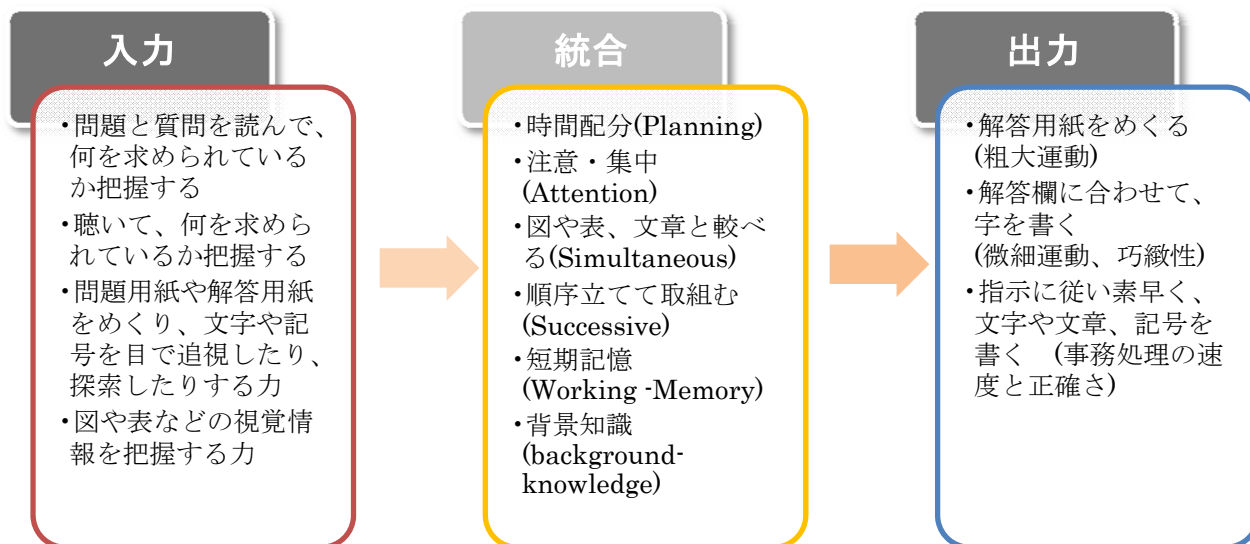 入力
・問題と質問を読んで、
何を求められている
か把握する
・聴いて、何を求めら
れているか把握する
・問題用紙や解答用紙
をめくり、文字や記
号を目で追視したり、
探索したりする力
・図や表などの視覚情
報を把握する力
統合
・時間配分(Planning)
・注意・集中
(Attention)
・図や表、文章と較べ
る(Simultaneous)
・順序立てて取組む
(Successive)
・短期記憶
(Working -Memory)
・背景知識
(background-
knowledge)
出力
・解答用紙をめくる
(粗大運動)
・解答欄に合わせて、
字を書く
(微細運動、巧緻性)
・指示に従い素早く、
文字や文章、記号を
書く　(事務処理の速
度と正確さ)